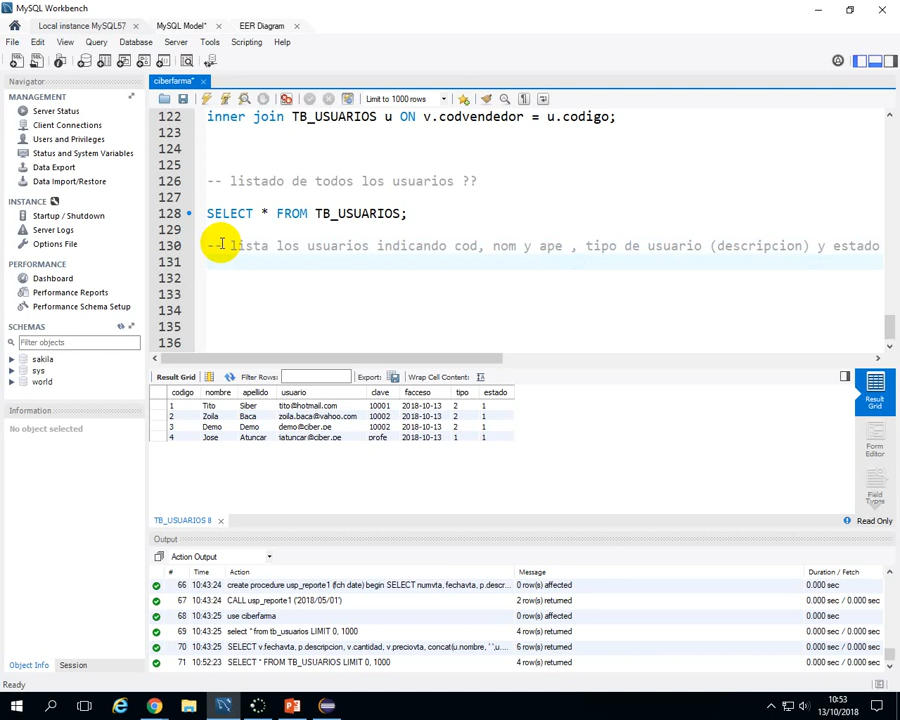 MySQL Workbench
Local instance MySQL57
MySQL Model*
EER Diagram
File Edit View Query Database Server Tools Scripting Help
Navigator
MANAGEMENT
Server Status
Client Connections
Users and Privileges
Status and System Variables
Data Export
Data Import/Restore
INSTANCE
Startup / Shutdown
Server Logs
Options File
PERFORMANCE
Dashboard
Performance Reports
Performance Schema Setup
SCHEMAS
Filter objects
sakila
sys
world
Information
No object selected
Object Info Session
Ready
ciberfarma*
Limit to 1000 rows
122 inner join TB_USUARIOS u ON v.codvendedor = u.codigo;
123
124
125
126 -- listado de todos los usuarios ??
127
128 SELECT * FROM TB_USUARIOS;
129
130 -- lista los usuarios indicando cod, nom y ape , tipo de usuario (descripcion) y estado
131
132
133
134
135
136
Result Grid Filter Rows: Export: Wrap Cell Content:
codigo nombre apellido usuario clave facceso tipo estado
1 Tito Siber tito@hotmail.com 10001 2018-10-13 2 1
2 Zoila Baca zoila.baca@yahoo.com 10002 2018-10-13 2 1
3 Demo Demo demo@ciber.pe 10002 2018-10-13 2 1
4 Jose Atuncar jatuncar@ciber.pe profe 2018-10-13 1 1
Result Grid
Form Editor
Field Types
TB_USUARIOS 8
Read Only
Output
Action Output
# Time Action Message Duration / Fetch
66 10:43:24 create procedure usp_reporte1 (fch date) begin SELECT numvta, fechavta, p.descr... 0 row(s) affected 0.000 sec
67 10:43:24 CALL usp_reporte1 ('2018/05/01') 2 row(s) returned 0.000 sec / 0.000 sec
68 10:43:25 use ciberfarma 0 row(s) affected 0.000 sec
69 10:43:25 select * from tb_usuarios LIMIT 0, 1000 4 row(s) returned 0.000 sec / 0.000 sec
70 10:43:25 SELECT v.fechavta, p.descripcion, v.cantidad, v.preciovta, concat(u.nombre, ' ',u.... 6 row(s) returned 0.000 sec / 0.000 sec
71 10:52:23 SELECT * FROM TB_USUARIOS LIMIT 0, 1000 4 row(s) returned 0.000 sec / 0.000 sec
10:53
13/10/2018